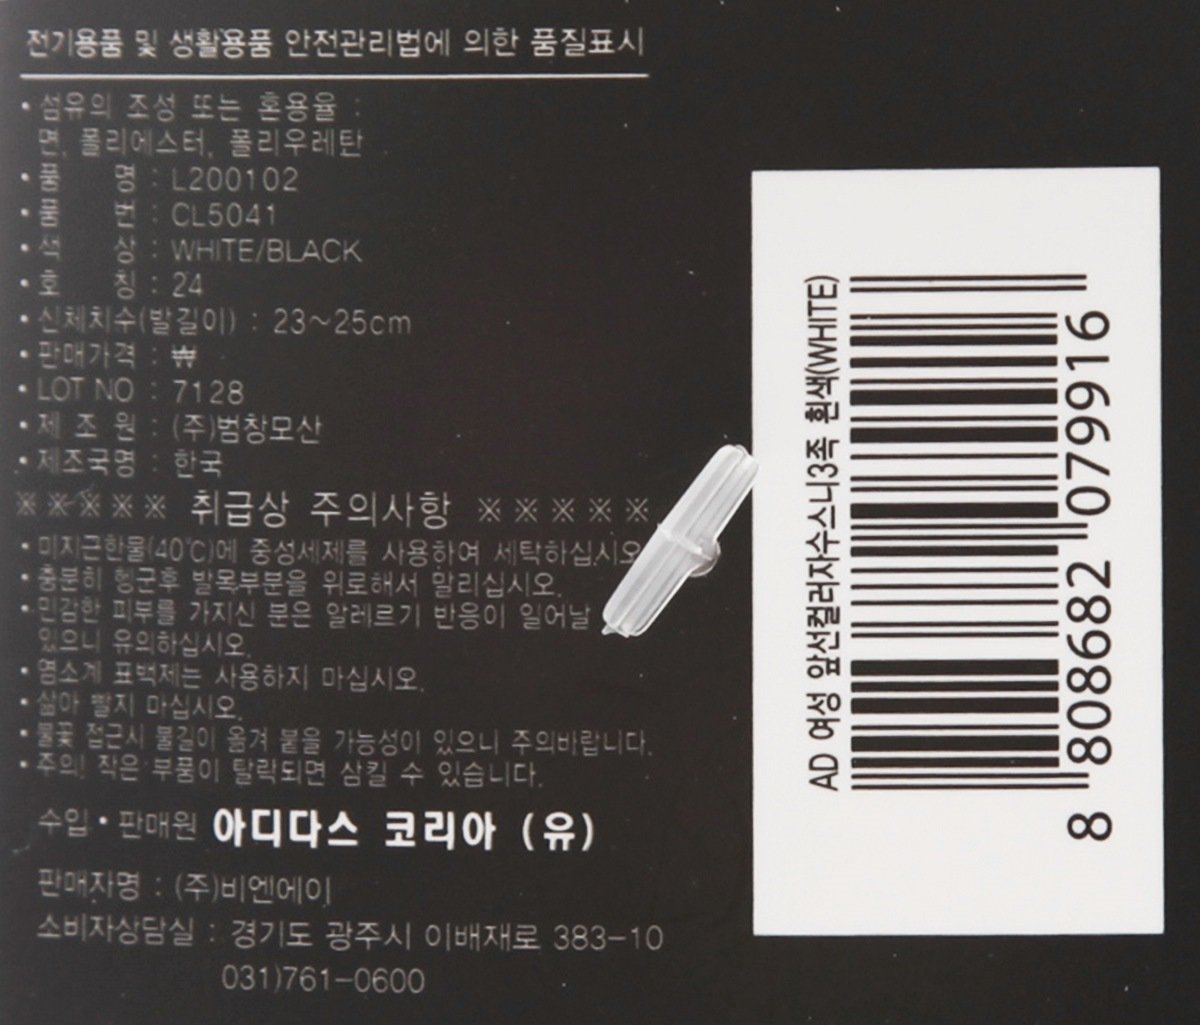 전기용품 및 생활용품 안전관리법에 의한 품질표시
• 섬유의 조성 또는 혼용율 :
면, 폴리에스터, 폴리우레탄
• 품 명 : L200102
• 품 번 : CL5041
• 색 상 : WHITE/BLACK
• 호 칭 : 24
• 신체치수(발길이) : 23~25cm
• 판매가격 : ₩
• LOT NO : 7128
• 제 조 원 : (주)범창모산
• 제조국명 : 한국
※※※※※ 취급상 주의사항 ※※※※※
• 미지근한물(40℃)에 중성세제를 사용하여 세탁하십시오
• 충분히 헹군후 발목부분을 위로해서 말리십시오.
• 민감한 피부를 가지신 분은 알레르기 반응이 일어날
있으니 유의하십시오.
• 염소계 표백제는 사용하지 마십시오.
• 삶아 빨지 마십시오.
• 불꽃 접근시 불길이 옮겨 붙을 가능성이 있으니 주의바랍니다.
• 주의! 작은 부품이 탈락되면 삼킬 수 있습니다.
수입•판매원 아디다스 코리아 (유)
판매자명 : (주)비엔에이
소비자상담실 : 경기도 광주시 이배재로 383-10
031)761-0600
AD 여성 앞선컬러자수스니3족 흰색(WHITE)
8 808682 079916